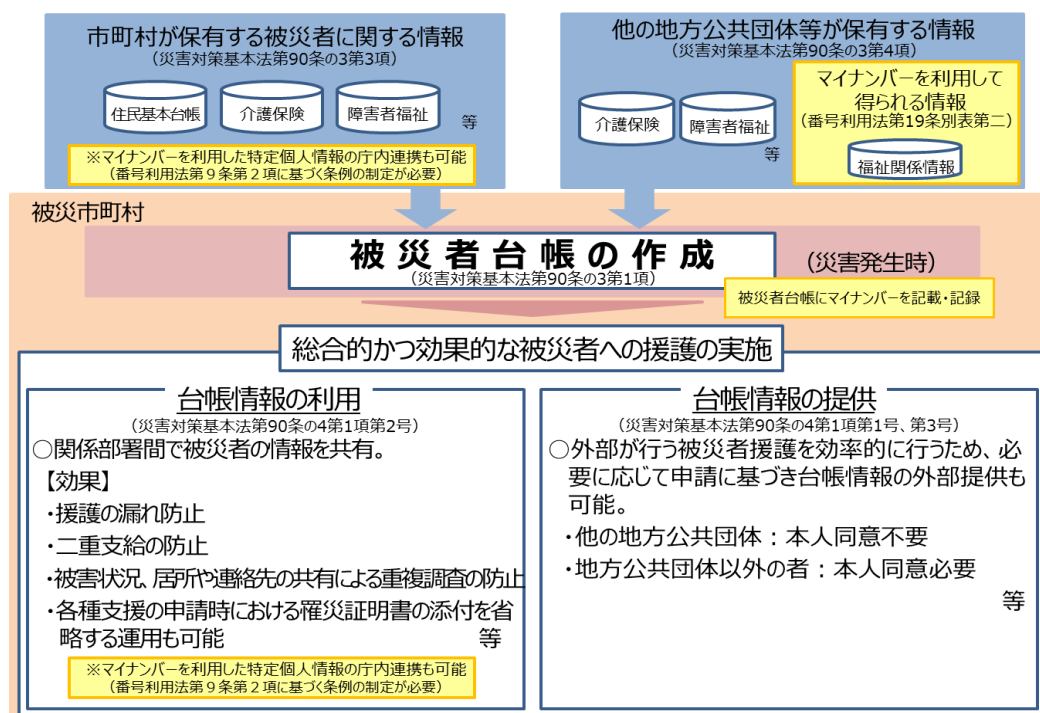 市町村が保有する被災者に関する情報
(災害対策基本法第90条の3第3項)
住民基本台帳
介護保険
障害者福祉
等
※マイナンバーを利用した特定個人情報の庁内連携も可能
(番号利用法第9条第2項に基づく条例の制定が必要)
他の地方公共団体等が保有する情報
(災害対策基本法第90条の3第4項)
介護保険
障害者福祉
等
マイナンバーを利用して
得られる情報
(番号利用法第19条別表第二)
福祉関係情報
被災市町村
被災者台帳の作成
(災害対策基本法第90条の3第1項)
(災害発生時)
被災者台帳にマイナンバーを記載・記録
総合的かつ効果的な被災者への援護の実施
台帳情報の利用
(災害対策基本法第90条の4第1項第2号)
○関係部署間で被災者の情報を共有。
【効果】
・援護の漏れ防止
・二重支給の防止
・被害状況、居所や連絡先の共有による重複調査の防止
・各種支援の申請時における罹災証明書の添付を省
略する運用も可能 等
※マイナンバーを利用した特定個人情報の庁内連携も可能
(番号利用法第9条第2項に基づく条例の制定が必要)
台帳情報の提供
(災害対策基本法第90条の4第1項第1号、第3号)
○外部が行う被災者援護を効率的に行うため、必
要に応じて申請に基づき台帳情報の外部提供も
可能。
・他の地方公共団体:本人同意不要
・地方公共団体以外の者:本人同意必要
等